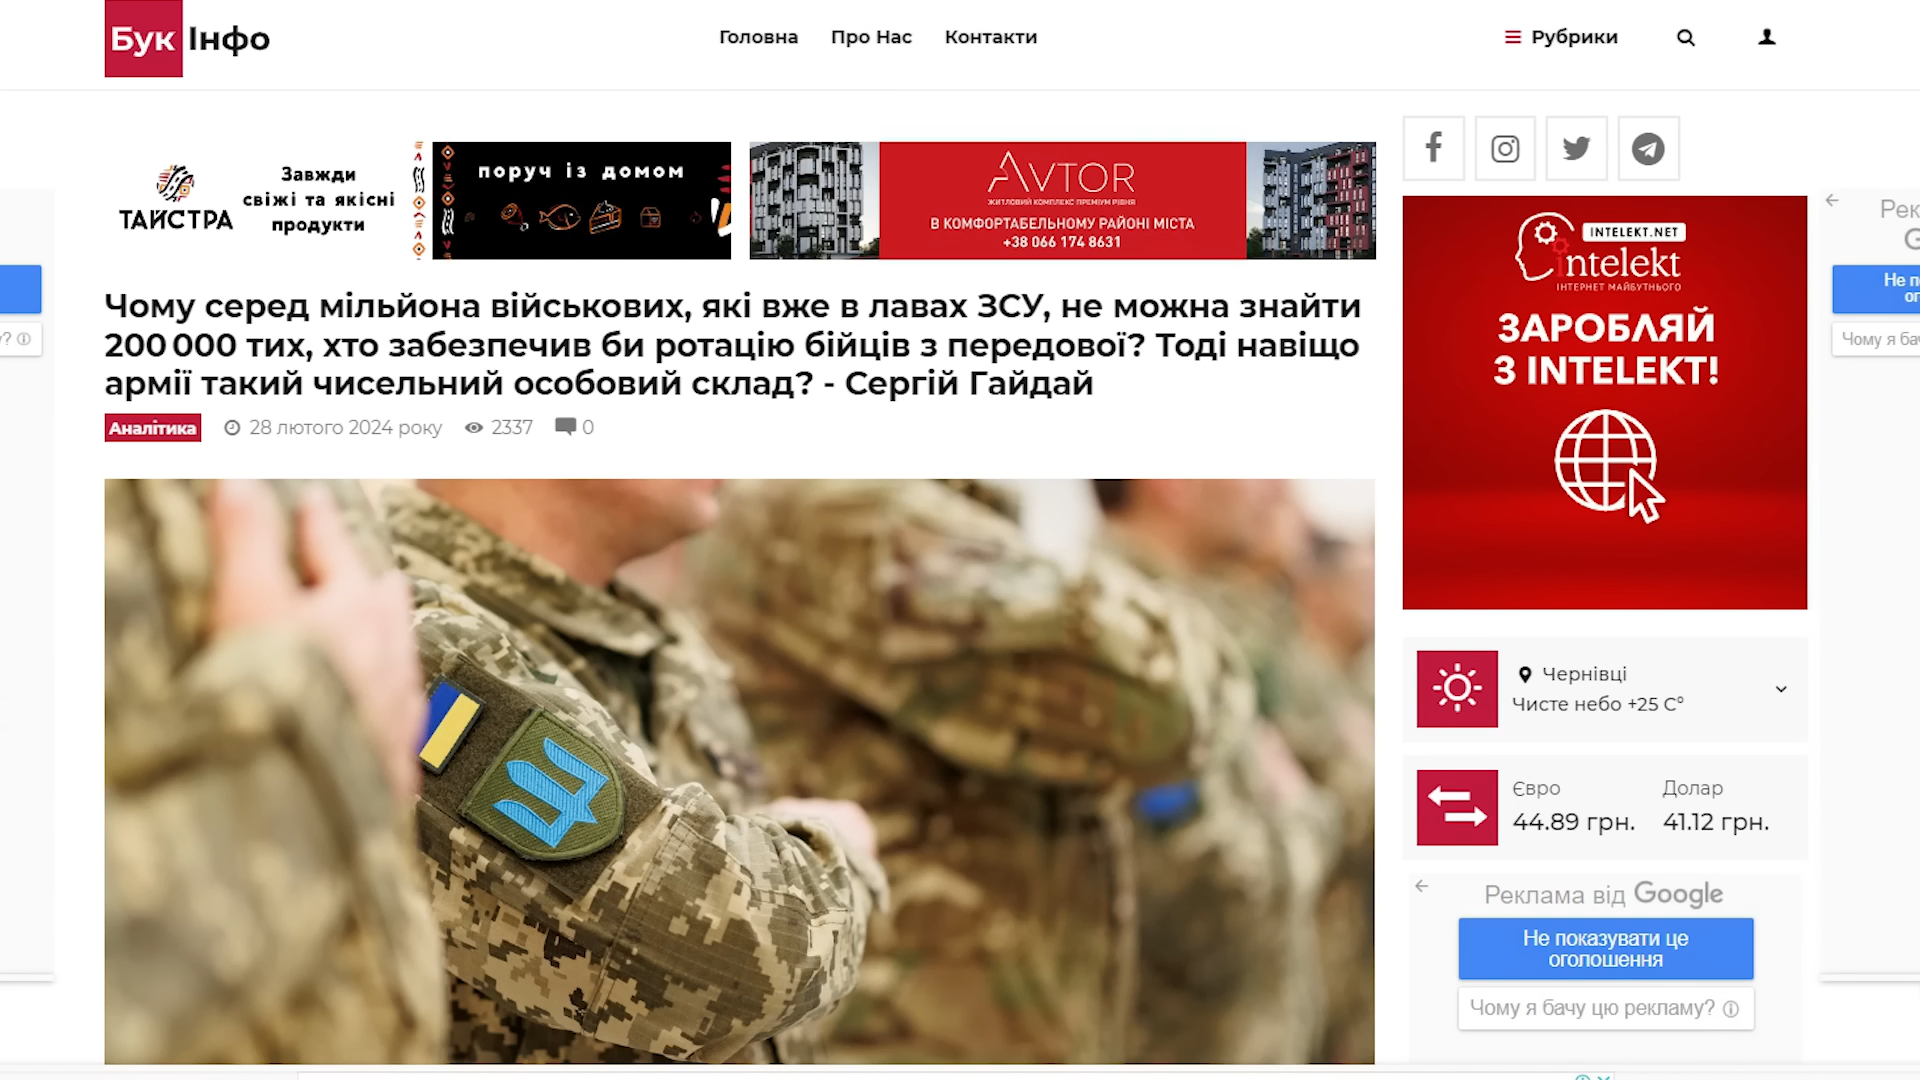 Бук Інфо
Головна
Про Нас
Контакти
Рубрики
ТАЙСТРА
Завжди
свіжі та якісні
продукти
поруч із домом
AVTOR
ЖИТЛОВИЙ КОМПЛЕКС ПРЕМІУМ РІВНЯ
В КОМФОРТАБЕЛЬНОМУ РАЙОНІ МІСТА
+38 066 174 8631
Чому серед мільйона військових, які вже в лавах ЗСУ, не можна знайти
200 000 тих, хто забезпечив би ротацію бійців з передової? Тоді навіщо
армії такий чисельний особовий склад? - Сергій Гайдай
Аналітика
28 лютого 2024 року
2337
0
INTELEKT.NET
intelekt
ІНТЕРНЕТ МАЙБУТНЬОГО
ЗАРОБЛЯЙ
З INTELEKT!
Чернівці
Чисте небо +25 C°
Євро
Долар
44.89 грн.
41.12 грн.
Реклама від Google
Не показувати це
оголошення
Чому я бачу цю рекламу?